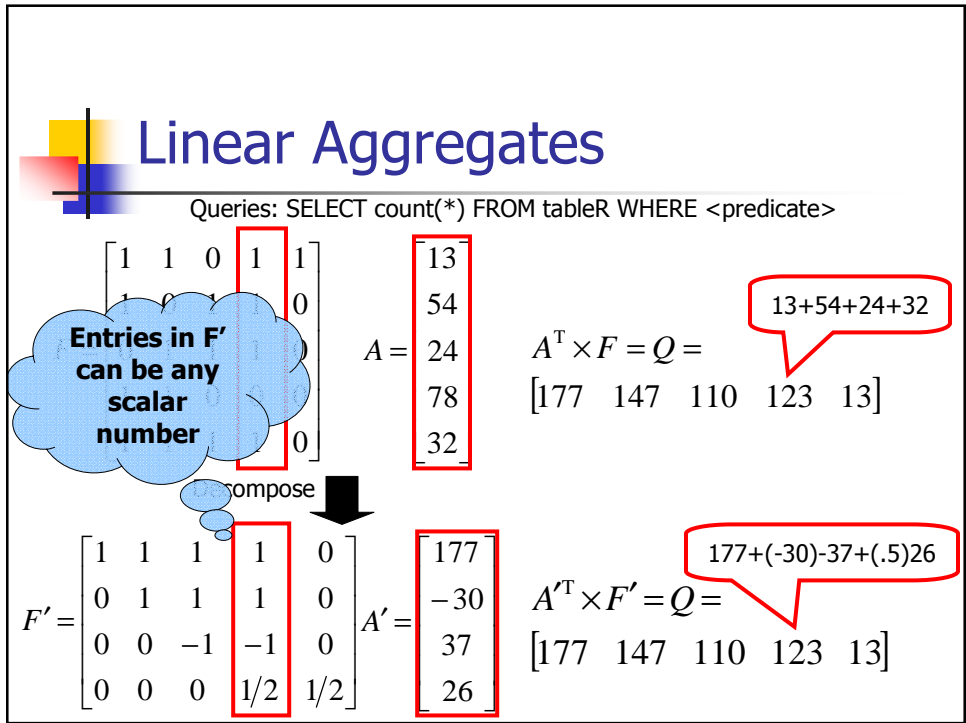 Linear Aggregates
Queries: SELECT count(*) FROM tableR WHERE <predicate>
1 1 0 1 1
0
0
0
A =
13
54
24
78
32
Aᵀ × F = Q =
[177 147 110 123 13]
13+54+24+32
Entries in F′
can be any
scalar
number
Decompose
F′ =
1 1 1 1 0
0 1 1 1 0
0 0 −1 −1 0
0 0 0 1/2 1/2
A′ =
177
−30
37
26
A′ᵀ × F′ = Q =
[177 147 110 123 13]
177+(-30)-37+(.5)26